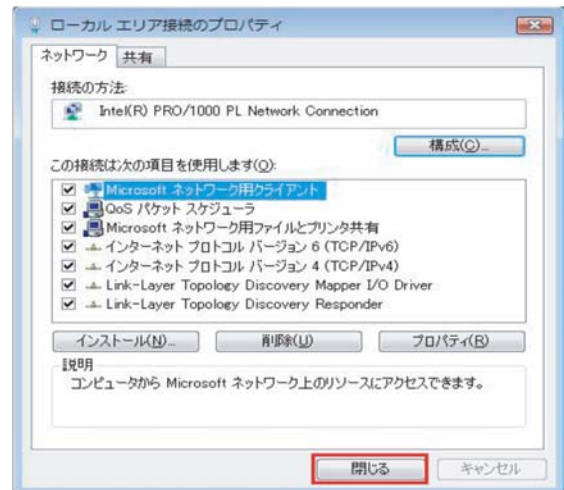 ローカル エリア接続のプロパティ
ネットワーク 共有
接続の方法:
Intel(R) PRO/1000 PL Network Connection
構成(C)...
この接続は次の項目を使用します(O):
Microsoft ネットワーク用クライアント
QoS パケット スケジューラ
Microsoft ネットワーク用ファイルとプリンタ共有
インターネット プロトコル バージョン 6 (TCP/IPv6)
インターネット プロトコル バージョン 4 (TCP/IPv4)
Link-Layer Topology Discovery Mapper I/O Driver
Link-Layer Topology Discovery Responder
インストール(N)... 削除(U) プロパティ(R)
説明
コンピュータから Microsoft ネットワーク上のリソースにアクセスできます。
閉じる キャンセル